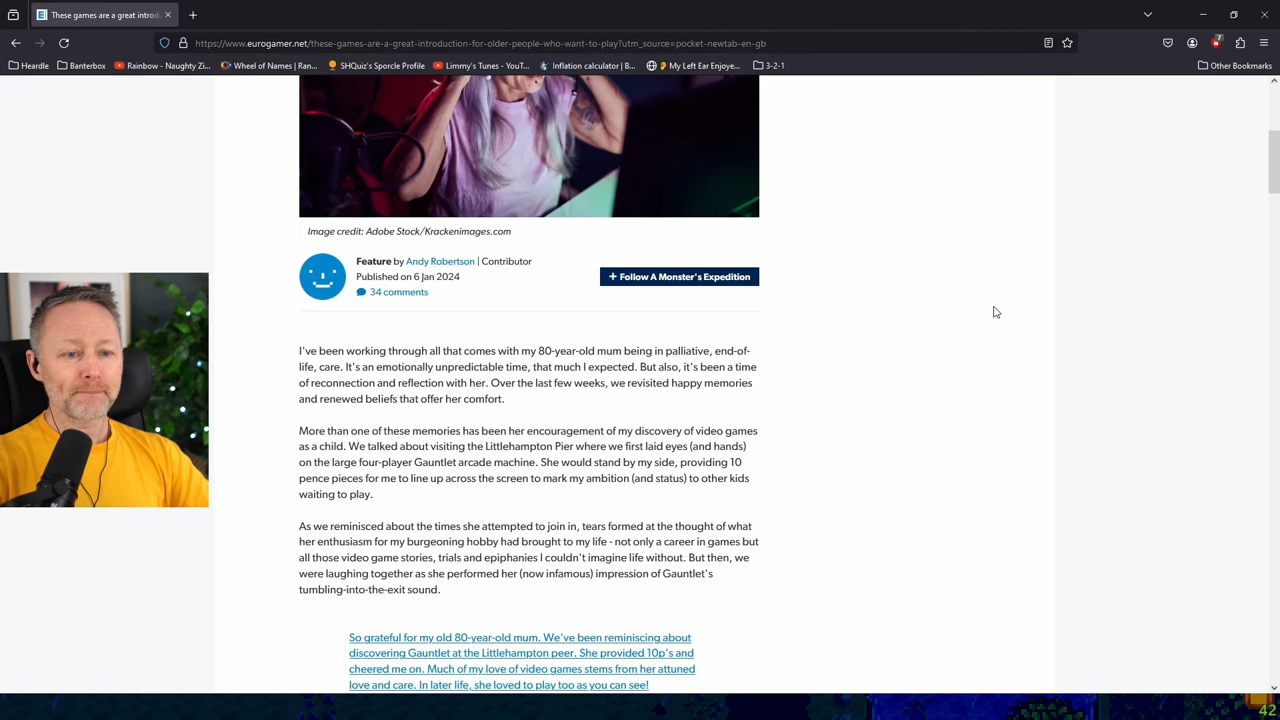 These games are a great introdu
https://www.eurogamer.net/these-games-are-a-great-introduction-for-older-people-who-want-to-play?utm_source=pocket-newtab-en-gb
7
Heardle
Banterbox
Rainbow - Naughty Zi...
Wheel of Names | Ran...
SHQuiz's Sporcle Profile
Limmy's Tunes - YouT...
Inflation calculator | B...
My Left Ear Enjoye...
3-2-1
Other Bookmarks
Image credit: Adobe Stock/Krackenimages.com
Feature by Andy Robertson | Contributor
Published on 6 Jan 2024
34 comments
+ Follow A Monster's Expedition
I've been working through all that comes with my 80-year-old mum being in palliative, end-of-
life, care. It's an emotionally unpredictable time, that much I expected. But also, it's been a time
of reconnection and reflection with her. Over the last few weeks, we revisited happy memories
and renewed beliefs that offer her comfort.
More than one of these memories has been her encouragement of my discovery of video games
as a child. We talked about visiting the Littlehampton Pier where we first laid eyes (and hands)
on the large four-player Gauntlet arcade machine. She would stand by my side, providing 10
pence pieces for me to line up across the screen to mark my ambition (and status) to other kids
waiting to play.
As we reminisced about the times she attempted to join in, tears formed at the thought of what
her enthusiasm for my burgeoning hobby had brought to my life - not only a career in games but
all those video game stories, trials and epiphanies I couldn't imagine life without. But then, we
were laughing together as she performed her (now infamous) impression of Gauntlet's
tumbling-into-the-exit sound.
So grateful for my old 80-year-old mum. We've been reminiscing about
discovering Gauntlet at the Littlehampton peer. She provided 10p's and
cheered me on. Much of my love of video games stems from her attuned
love and care. In later life, she loved to play too as you can see!
42